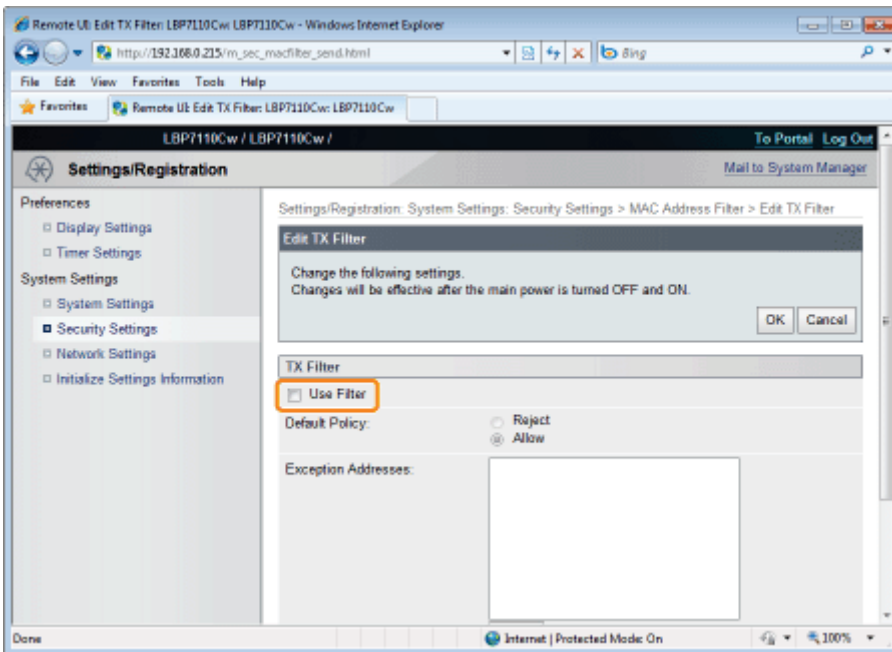 Remote UI: Edit TX Filter: LBP7110Cw: LBP7110Cw - Windows Internet Explorer
http://192.168.0.215/m_sec_macfilter_send.html
Bing
File Edit View Favorites Tools Help
Favorites
Remote UI: Edit TX Filter: LBP7110Cw: LBP7110Cw
LBP7110Cw / LBP7110Cw /
To Portal Log Out
Settings/Registration
Mail to System Manager
Preferences
Display Settings
Timer Settings
System Settings
System Settings
Security Settings
Network Settings
Initialize Settings Information
Settings/Registration: System Settings: Security Settings > MAC Address Filter > Edit TX Filter
Edit TX Filter
Change the following settings.
Changes will be effective after the main power is turned OFF and ON.
OK Cancel
TX Filter
Use Filter
Default Policy:
Reject
Allow
Exception Addresses:
Done
Internet | Protected Mode: On
100%